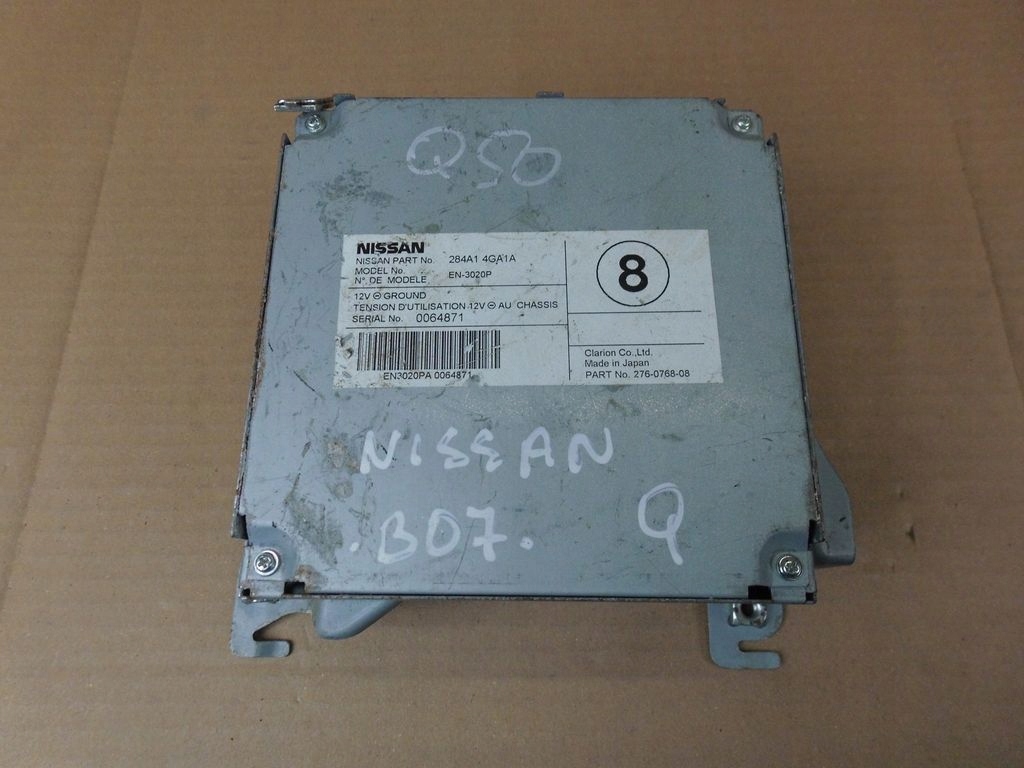 Q50
NISSAN
NISSAN PART No. 284A1 4GA1A
MODEL No.
N°. DE MODELE EN-3020P
12V ⊖ GROUND
TENSION D'UTILISATION 12V ⊖ AU CHASSIS
SERIAL No. 0064871
EN3020PA 0064871
8
Clarion Co.,Ltd.
Made in Japan
PART No. 276-0768-08
NISSAN
.B07. Q